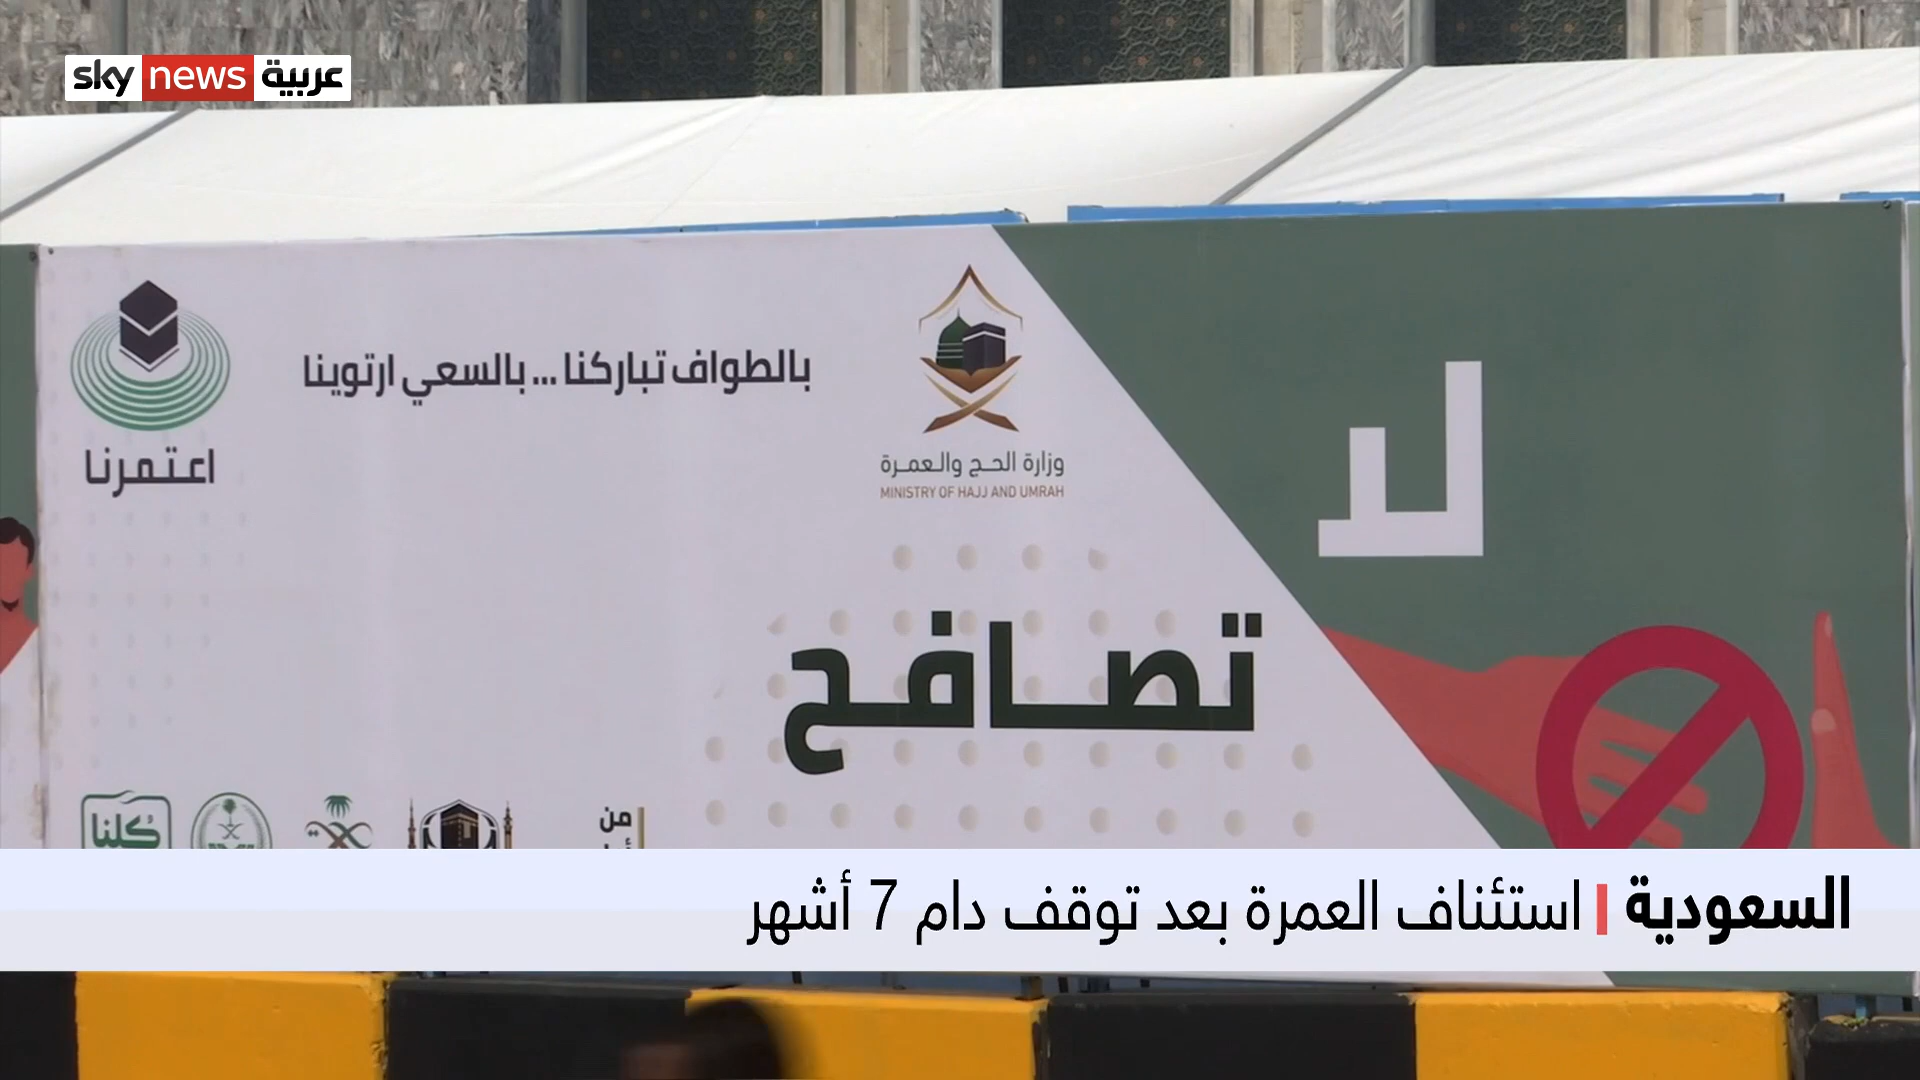 sky news عربية
بالطواف تباركنا ... بالسعي ارتوينا
اعتمرنا
وزارة الحج والعمرة
MINISTRY OF HAJJ AND UMRAH
لا
تصافح
كلنا
من
السعودية | استئناف العمرة بعد توقف دام 7 أشهر